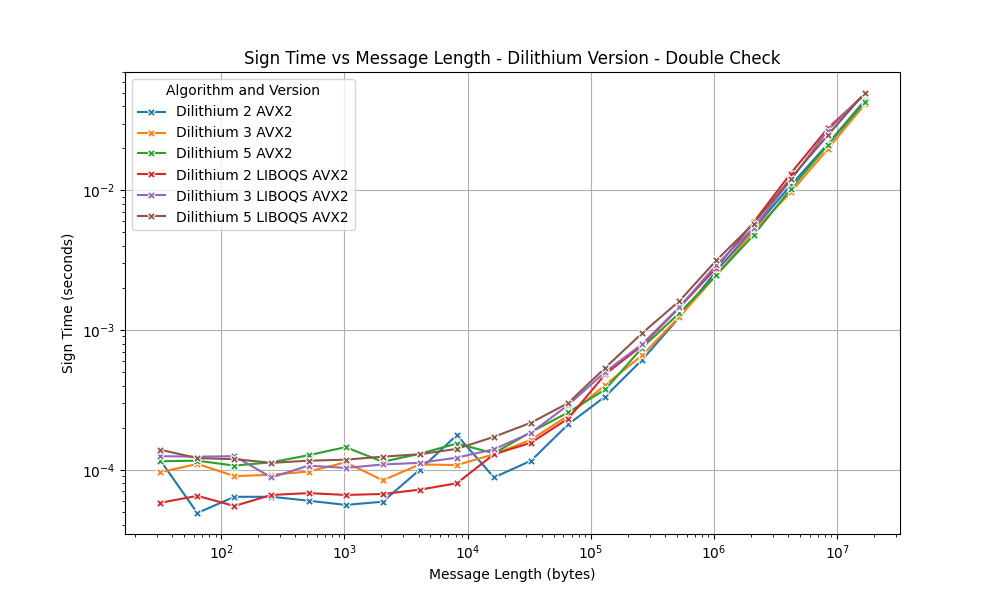 Sign Time vs Message Length - Dilithium Version - Double Check
Algorithm and Version
Dilithium 2 AVX2
Dilithium 3 AVX2
Dilithium 5 AVX2
Dilithium 2 LIBOQS AVX2
Dilithium 3 LIBOQS AVX2
Dilithium 5 LIBOQS AVX2
Sign Time (seconds)
10⁻²
10⁻³
10⁻⁴
10² 10³ 10⁴ 10⁵ 10⁶ 10⁷
Message Length (bytes)